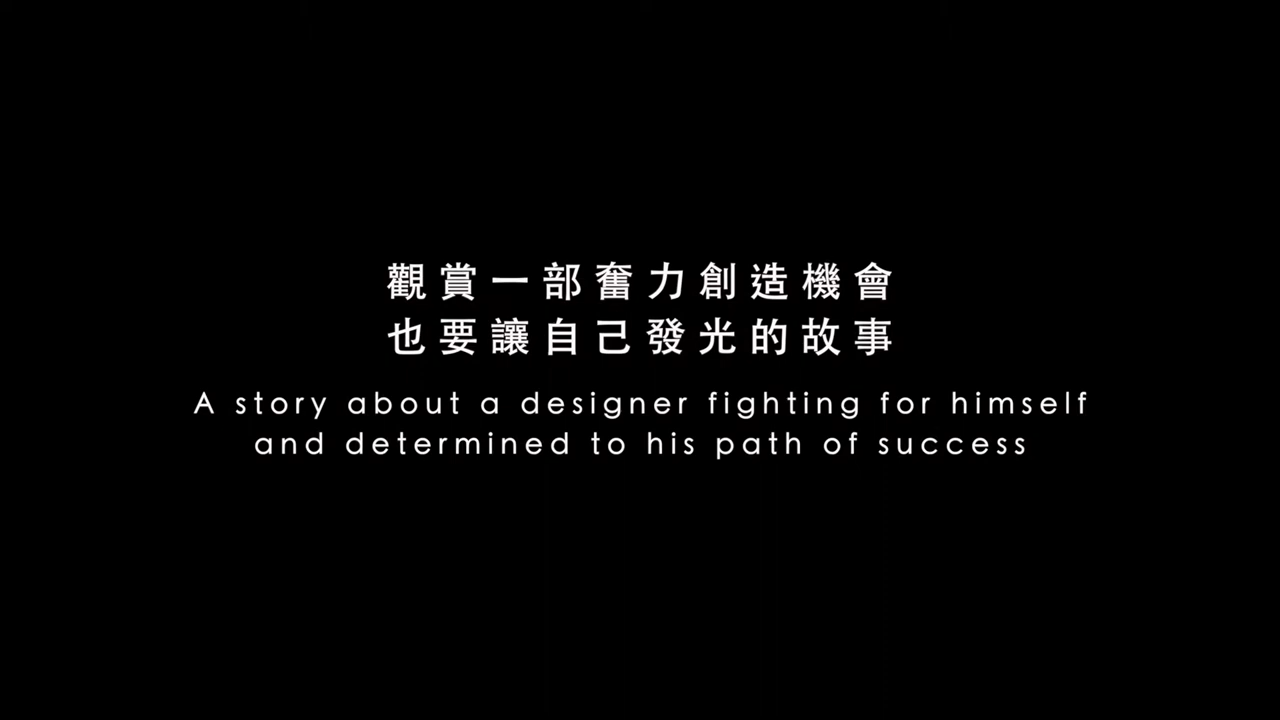 觀賞一部奮力創造機會
也要讓自己發光的故事
A story about a designer fighting for himself
and determined to his path of success